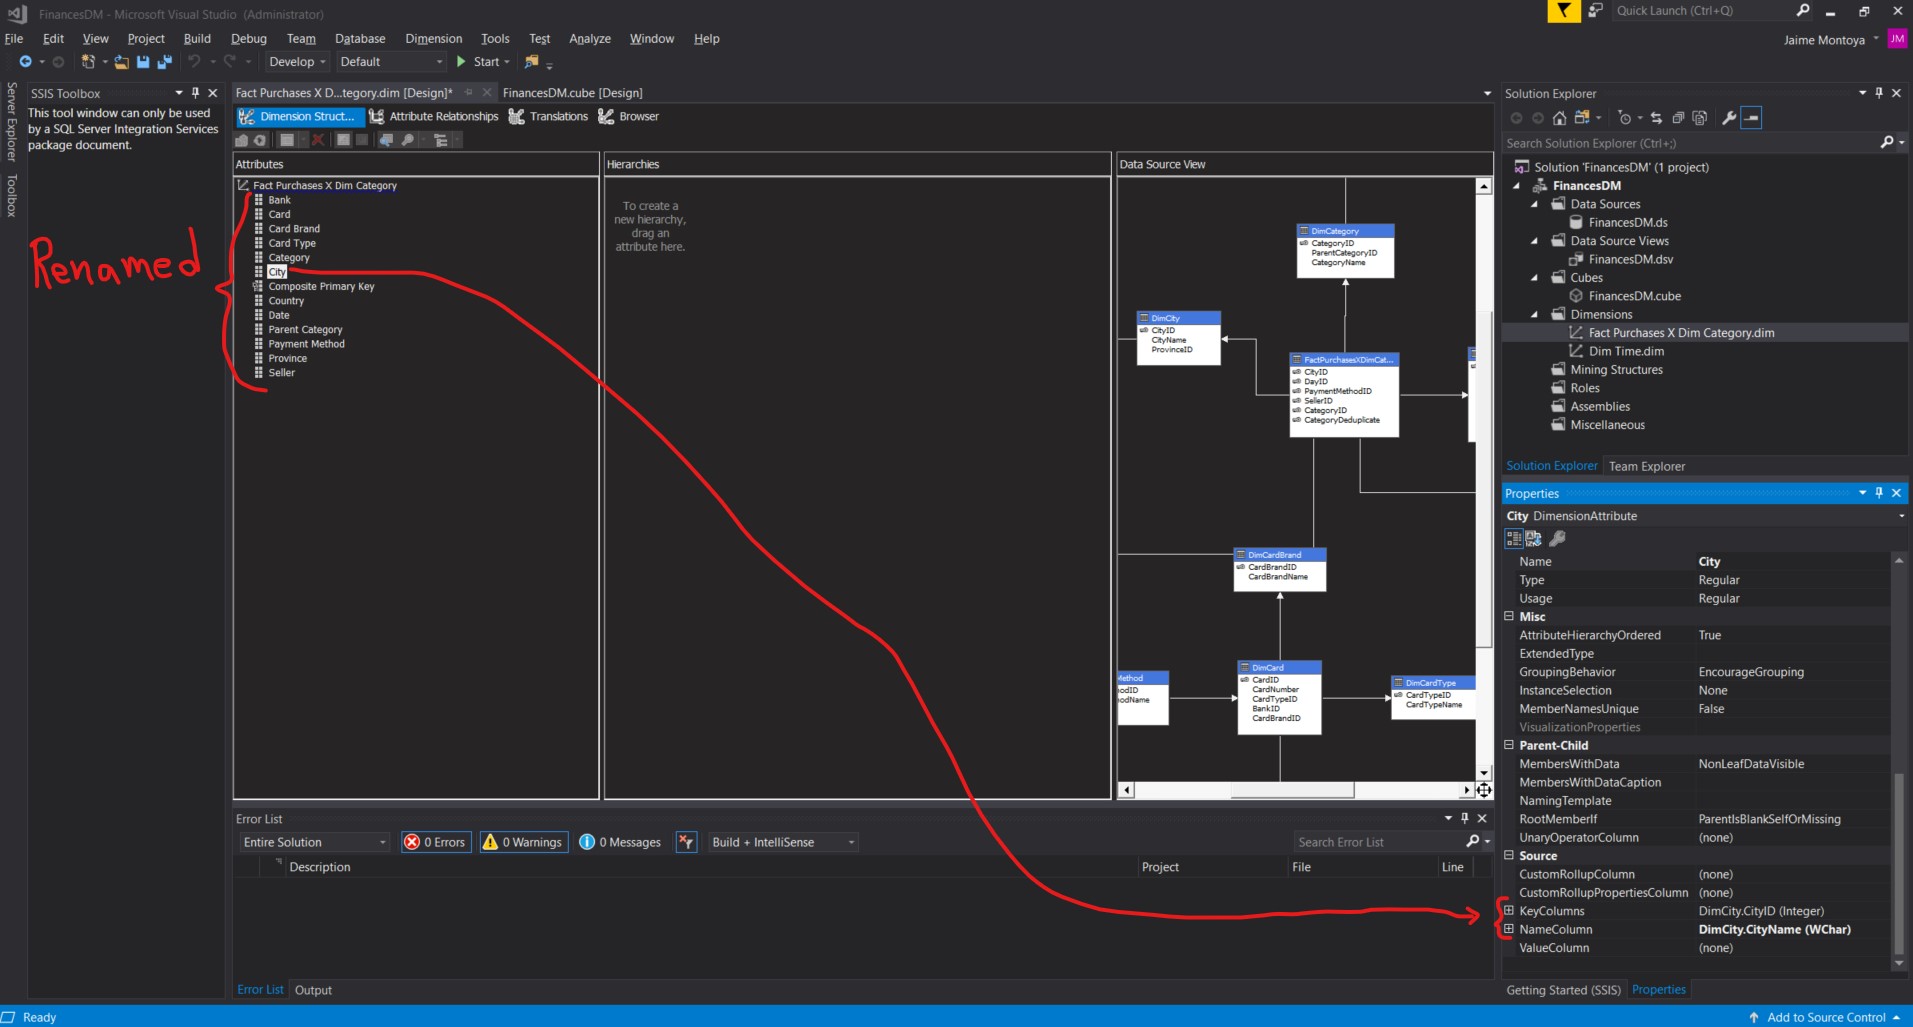 FinancesDM - Microsoft Visual Studio (Administrator)
Quick Launch (Ctrl+Q)
File Edit View Project Build Debug Team Database Dimension Tools Test Analyze Window Help
Jaime Montoya JM
Develop Default Start
Server Explorer
Toolbox
SSIS Toolbox
This tool window can only be used
by a SQL Server Integration Services
package document.
Fact Purchases X D...tegory.dim [Design]* FinancesDM.cube [Design]
Dimension Struct... Attribute Relationships Translations Browser
Attributes
Fact Purchases X Dim Category
Bank
Card
Card Brand
Card Type
Category
City
Composite Primary Key
Country
Date
Parent Category
Payment Method
Province
Seller
Renamed
Hierarchies
To create a
new hierarchy,
drag an
attribute here.
Data Source View
DimCategory
CategoryID
ParentCategoryID
CategoryName
DimCity
CityID
CityName
ProvinceID
FactPurchasesXDimCat...
CityID
DayID
PaymentMethodID
SellerID
CategoryID
CategoryDeduplicate
DimCardBrand
CardBrandID
CardBrandName
Method
odID
odName
DimCard
CardID
CardNumber
CardTypeID
BankID
CardBrandID
DimCardType
CardTypeID
CardTypeName
Error List
Entire Solution 0 Errors 0 Warnings 0 Messages Build + IntelliSense Search Error List
Description Project File Line
Error List Output
Solution Explorer
Search Solution Explorer (Ctrl+;)
Solution 'FinancesDM' (1 project)
FinancesDM
Data Sources
FinancesDM.ds
Data Source Views
FinancesDM.dsv
Cubes
FinancesDM.cube
Dimensions
Fact Purchases X Dim Category.dim
Dim Time.dim
Mining Structures
Roles
Assemblies
Miscellaneous
Solution Explorer Team Explorer
Properties
City DimensionAttribute
Name City
Type Regular
Usage Regular
Misc
AttributeHierarchyOrdered True
ExtendedType
GroupingBehavior EncourageGrouping
InstanceSelection None
MemberNamesUnique False
VisualizationProperties
Parent-Child
MembersWithData NonLeafDataVisible
MembersWithDataCaption
NamingTemplate
RootMemberIf ParentIsBlankSelfOrMissing
UnaryOperatorColumn (none)
Source
CustomRollupColumn (none)
CustomRollupPropertiesColumn (none)
KeyColumns DimCity.CityID (Integer)
NameColumn DimCity.CityName (WChar)
ValueColumn (none)
Getting Started (SSIS) Properties
Ready
Add to Source Control